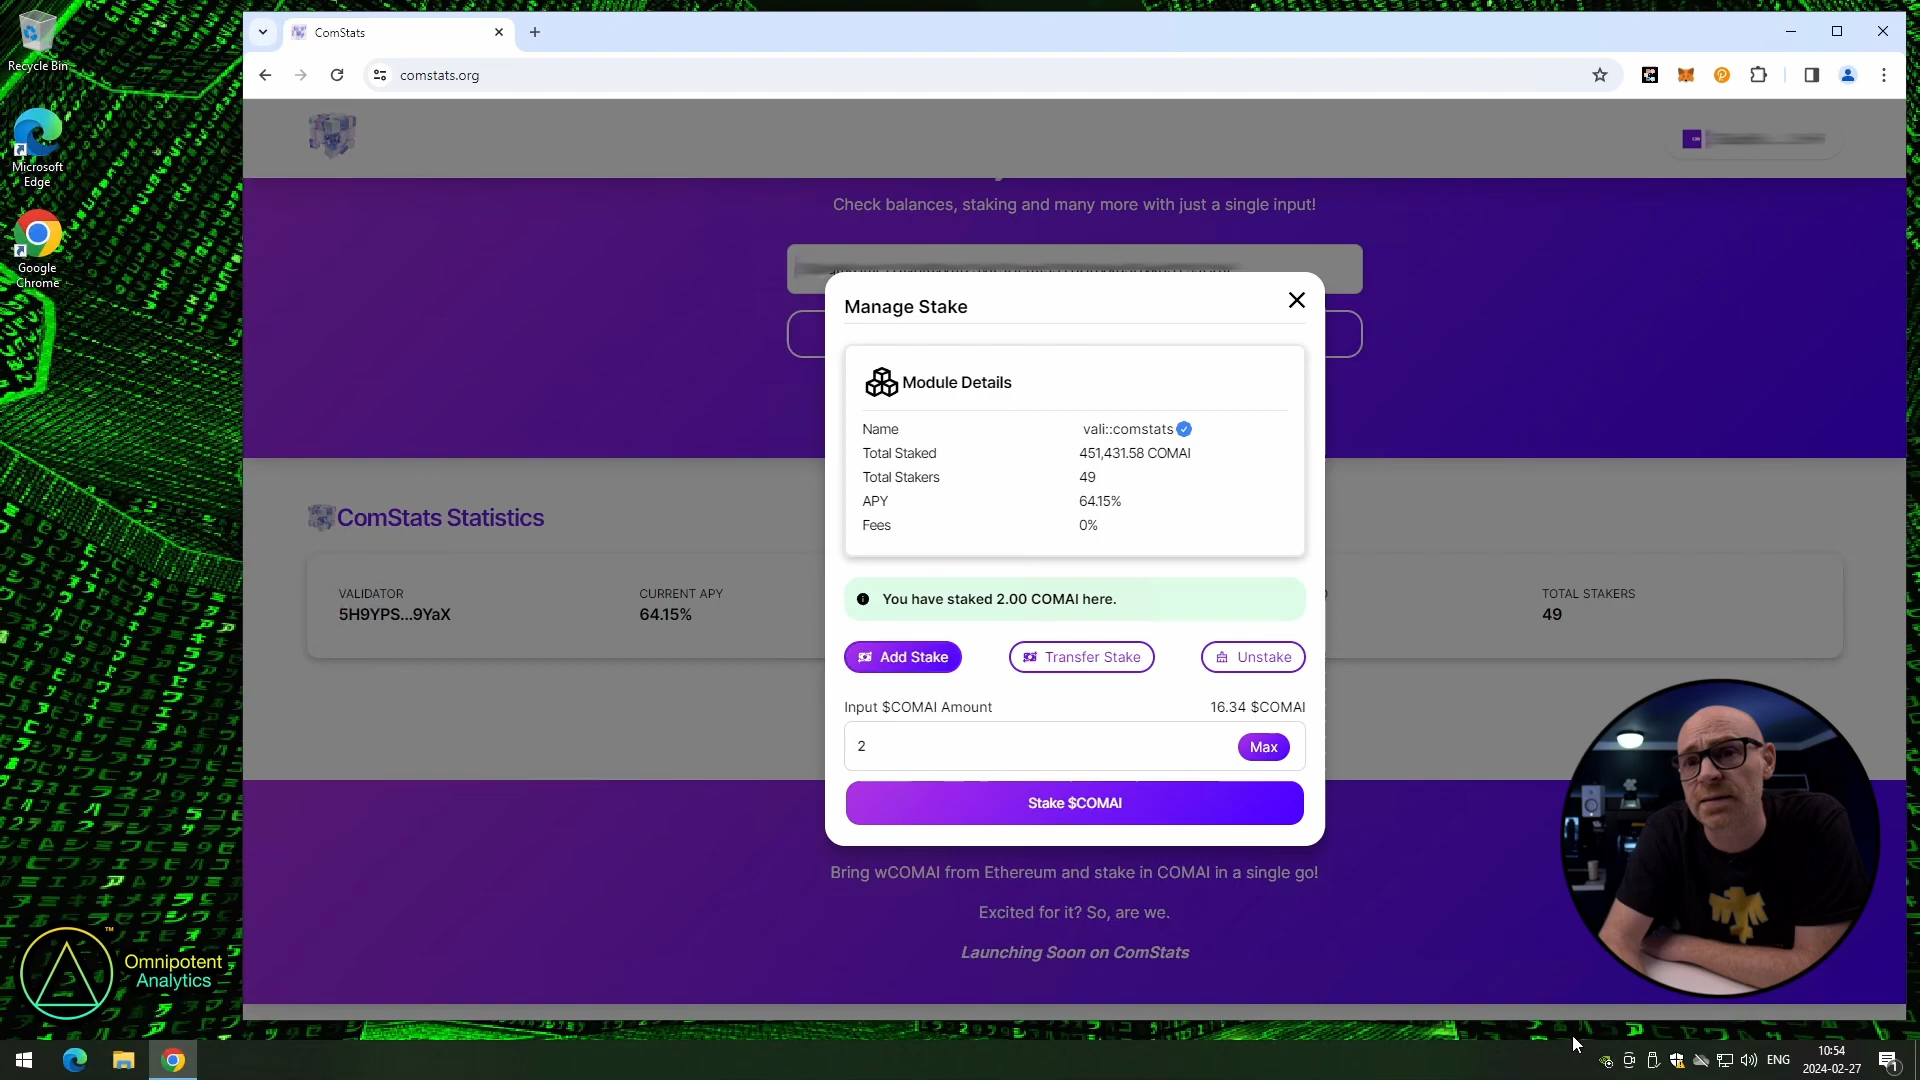 Recycle Bin
Microsoft
Edge
Google
Chrome
ComStats
comstats.org
Check balances, staking and many more with just a single input!
Manage Stake
Module Details
Name vali::comstats
Total Staked 451,431.58 COMAI
Total Stakers 49
APY 64.15%
Fees 0%
You have staked 2.00 COMAI here.
Add Stake Transfer Stake Unstake
Input $COMAI Amount 16.34 $COMAI
2 Max
Stake $COMAI
ComStats Statistics
VALIDATOR CURRENT APY TOTAL STAKERS
5H9YPS...9YaX 64.15% 49
Bring wCOMAI from Ethereum and stake in COMAI in a single go!
Excited for it? So, are we.
Launching Soon on ComStats
Omnipotent
Analytics
TM
ENG
10:54
2024-02-27
1